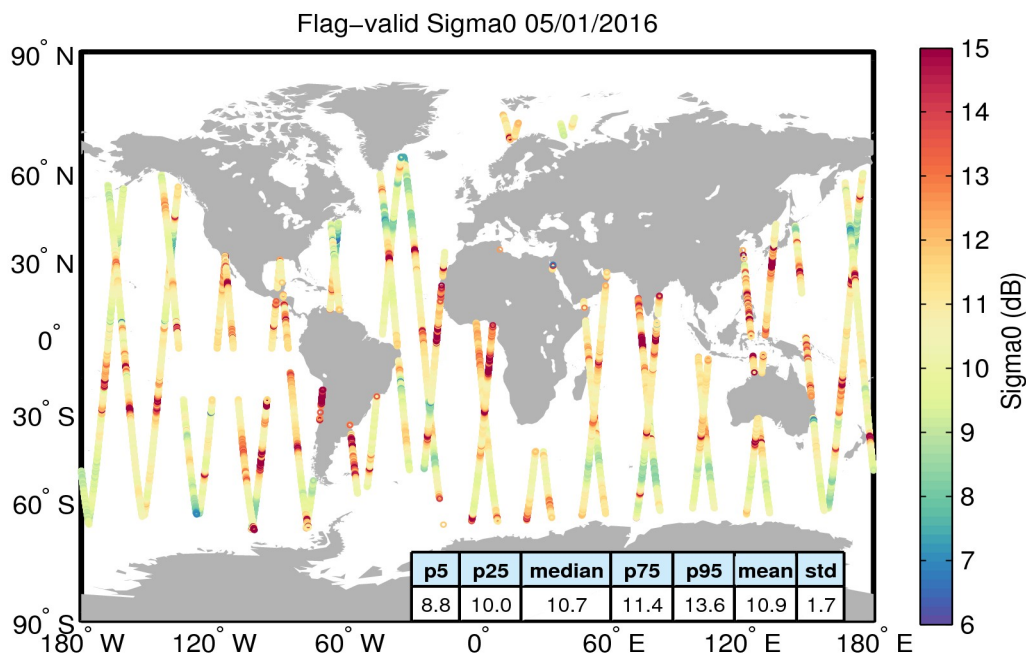 Flag−valid Sigma0 05/01/2016
90° N
60° N
30° N
0°
30° S
60° S
90° S
180° W
120° W
60° W
0°
60° E
120° E
180° E
p5 p25 median p75 p95 mean std
8.8 10.0 10.7 11.4 13.6 10.9 1.7
15
14
13
12
11
10
9
8
7
6
Sigma0 (dB)